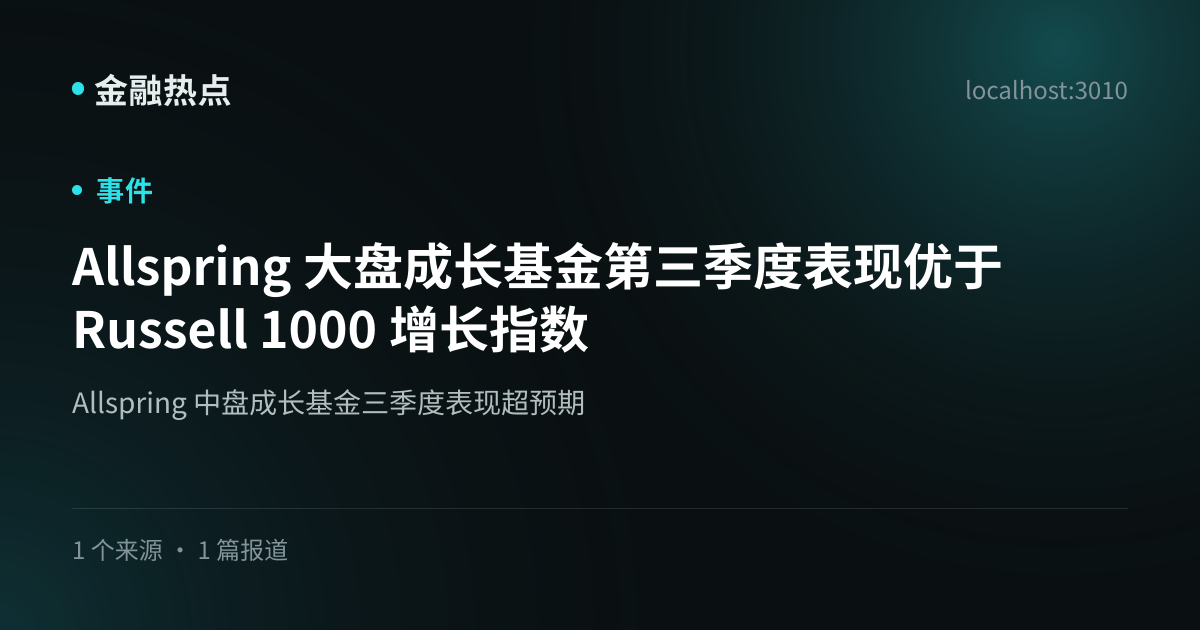 金融热点
localhost:3010
事件
Allspring 大盘成长基金第三季度表现优于
Russell 1000 增长指数
Allspring 中盘成长基金三季度表现超预期
1 个来源 · 1 篇报道